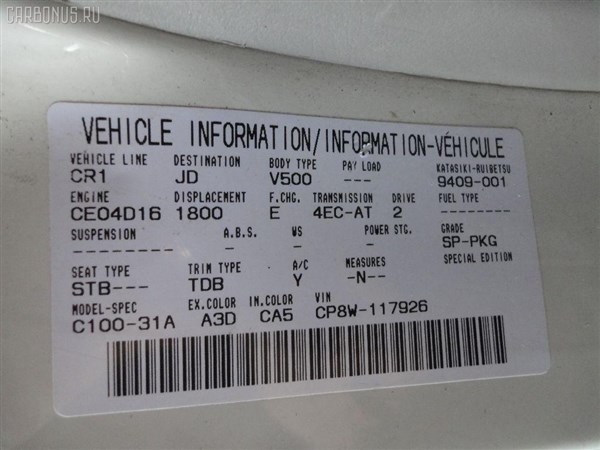 CARBONUS.RU
VEHICLE INFORMATION/INFORMATION-VÉHICULE
VEHICLE LINE DESTINATION BODY TYPE PAY LOAD KATASIKI-RUIBETSU
CR1 JD V500 --- 9409-001
ENGINE DISPLACEMENT F.CHG. TRANSMISSION DRIVE FUEL TYPE
CE04D16 1800 E 4EC-AT 2 -------
SUSPENSION A.B.S. WS POWER STG. GRADE
------- - - - SP-PKG
SEAT TYPE TRIM TYPE A/C MEASURES SPECIAL EDITION
STB--- TDB Y -N--
MODEL-SPEC EX.COLOR IN.COLOR VIN
C100-31A A3D CA5 CP8W-117926